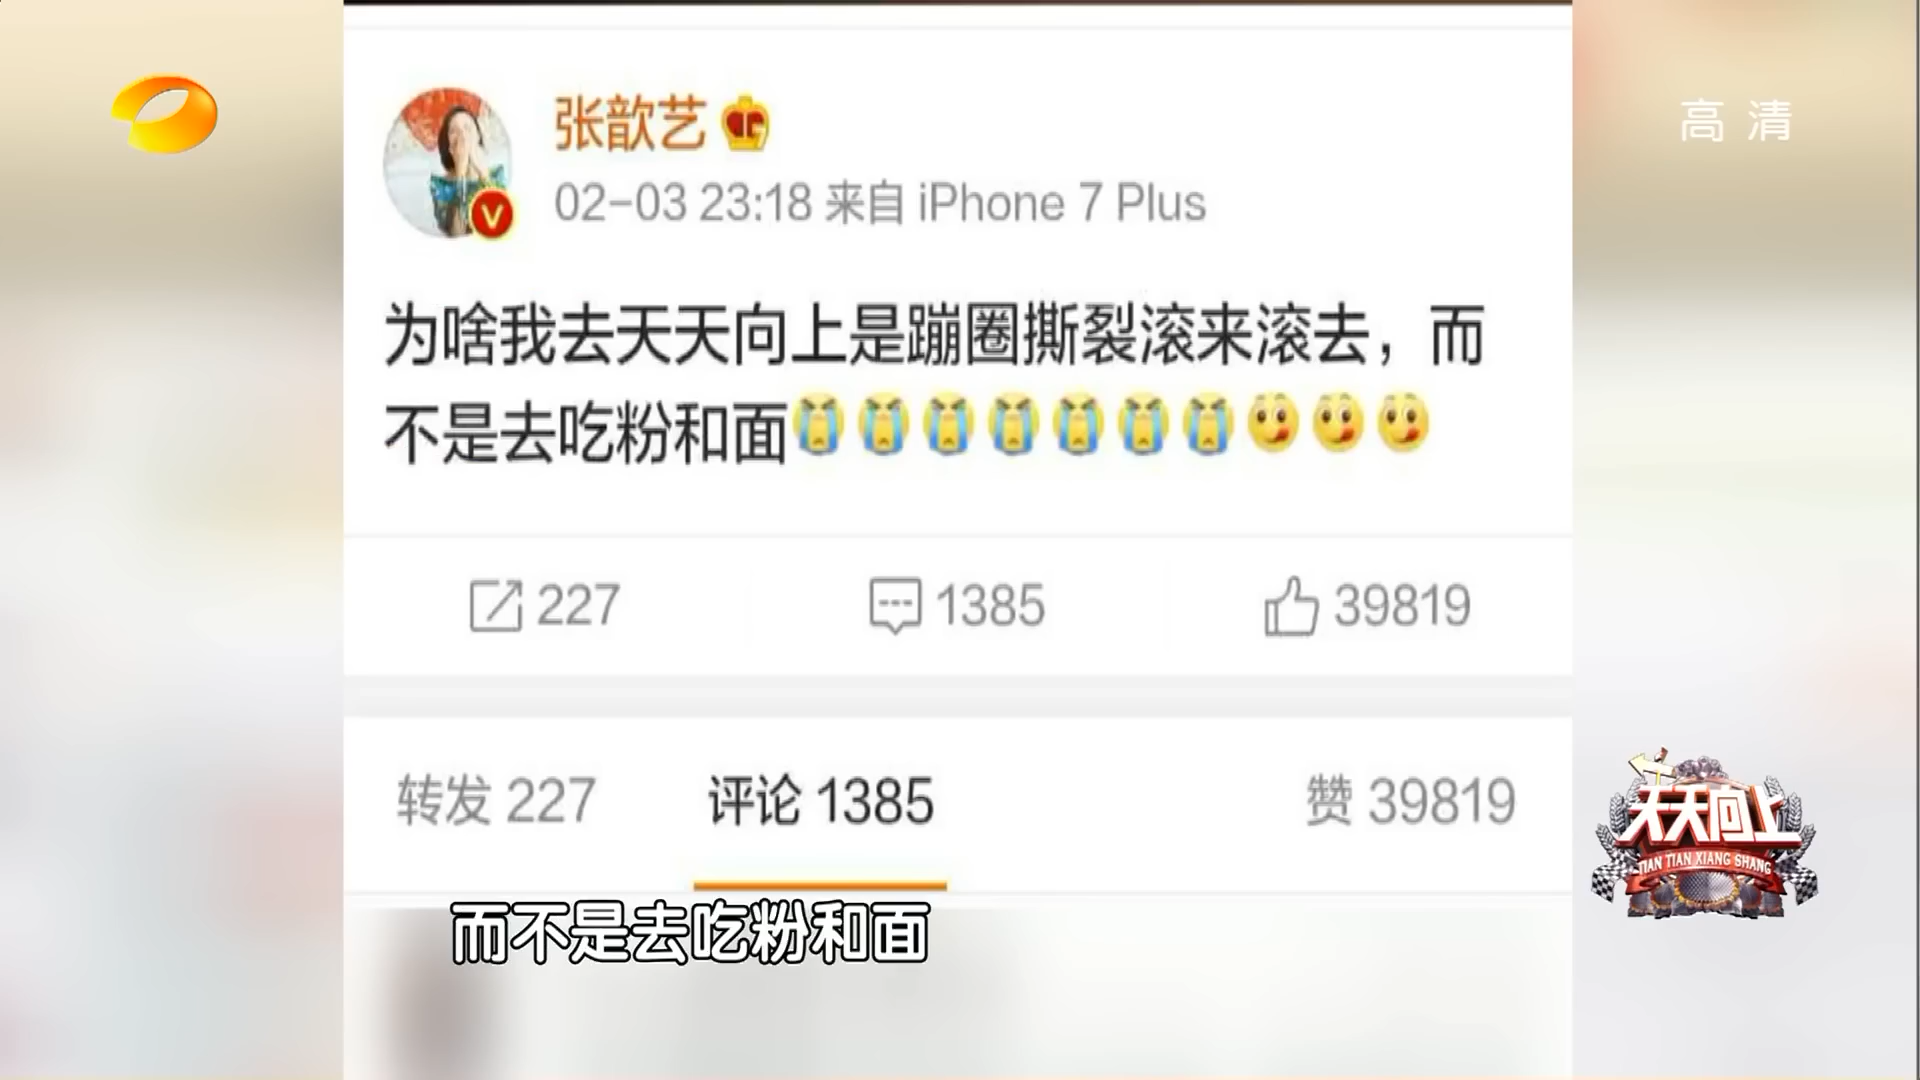 高清
张歆艺
02-03 23:18 来自 iPhone 7 Plus
为啥我去天天向上是蹦圈撕裂滚来滚去，而
不是去吃粉和面
227
1385
39819
转发 227
评论 1385
赞 39819
天天向上
TIAN TIAN XIANG SHANG
而不是去吃粉和面